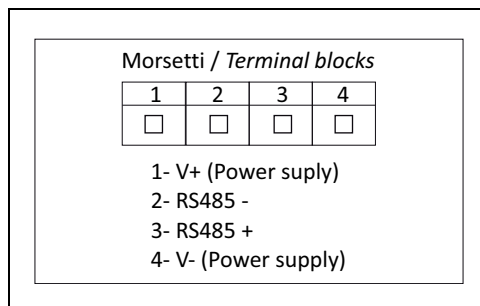 Morsetti / Terminal blocks
1 2 3 4
1- V+ (Power suply)
2- RS485 -
3- RS485 +
4- V- (Power supply)